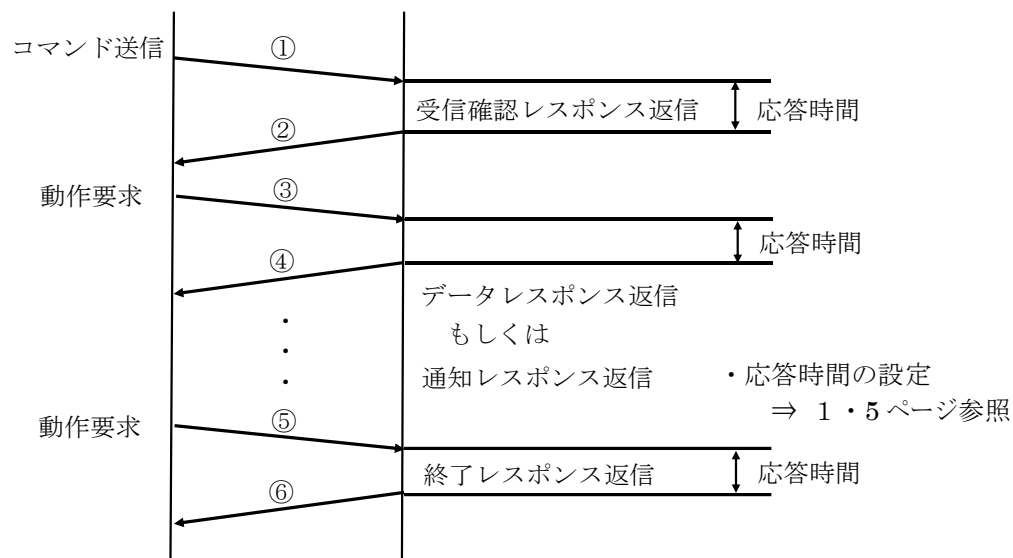 コマンド送信
①
受信確認レスポンス返信
応答時間
②
動作要求
③
応答時間
④
データレスポンス返信
もしくは
通知レスポンス返信
・応答時間の設定
⇒ 1・5ページ参照
・
・
・
動作要求
⑤
終了レスポンス返信
応答時間
⑥